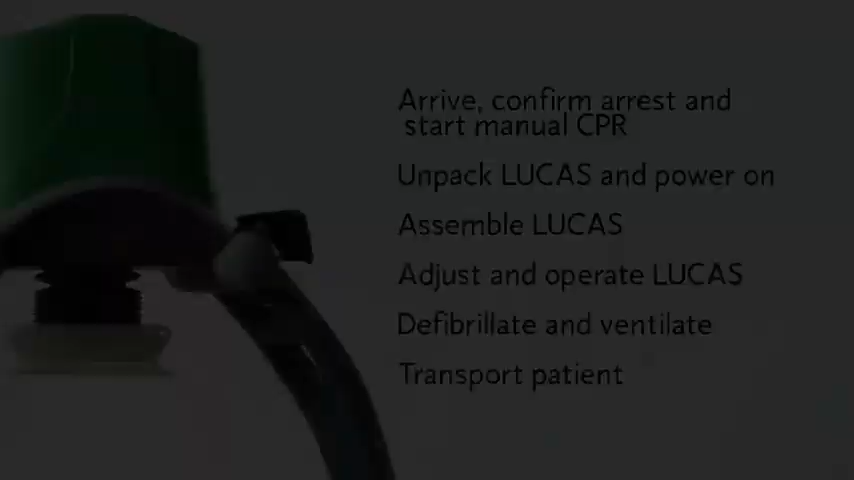 Arrive, confirm arrest and
start manual CPR
Unpack LUCAS and power on
Assemble LUCAS
Adjust and operate LUCAS
Defibrillate and ventilate
Transport patient